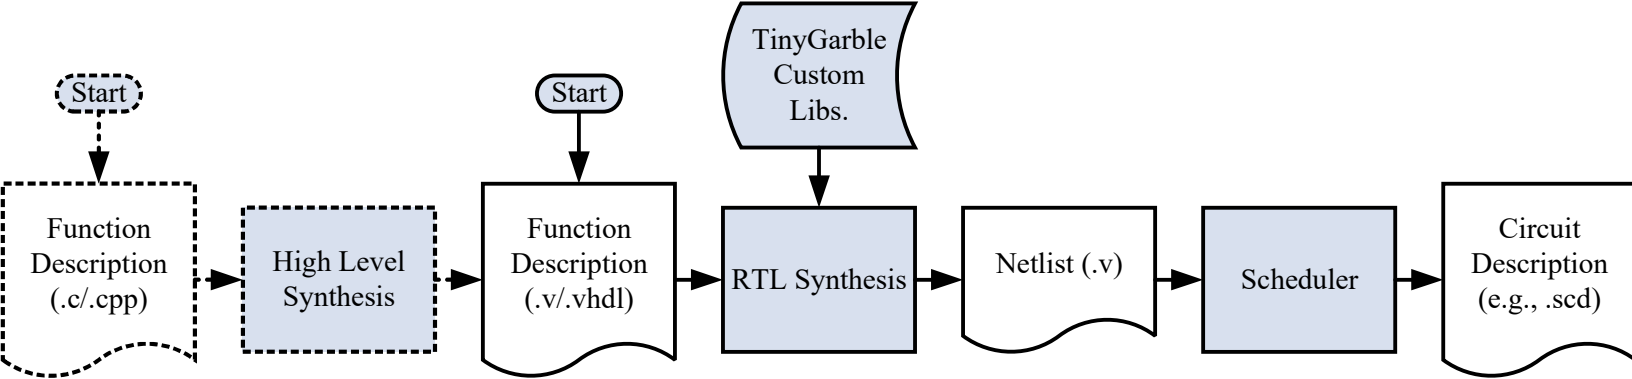 Start
Function
Description
(.c/.cpp)
High Level
Synthesis
Start
Function
Description
(.v/.vhdl)
TinyGarble
Custom
Libs.
RTL Synthesis
Netlist (.v)
Scheduler
Circuit
Description
(e.g., .scd)